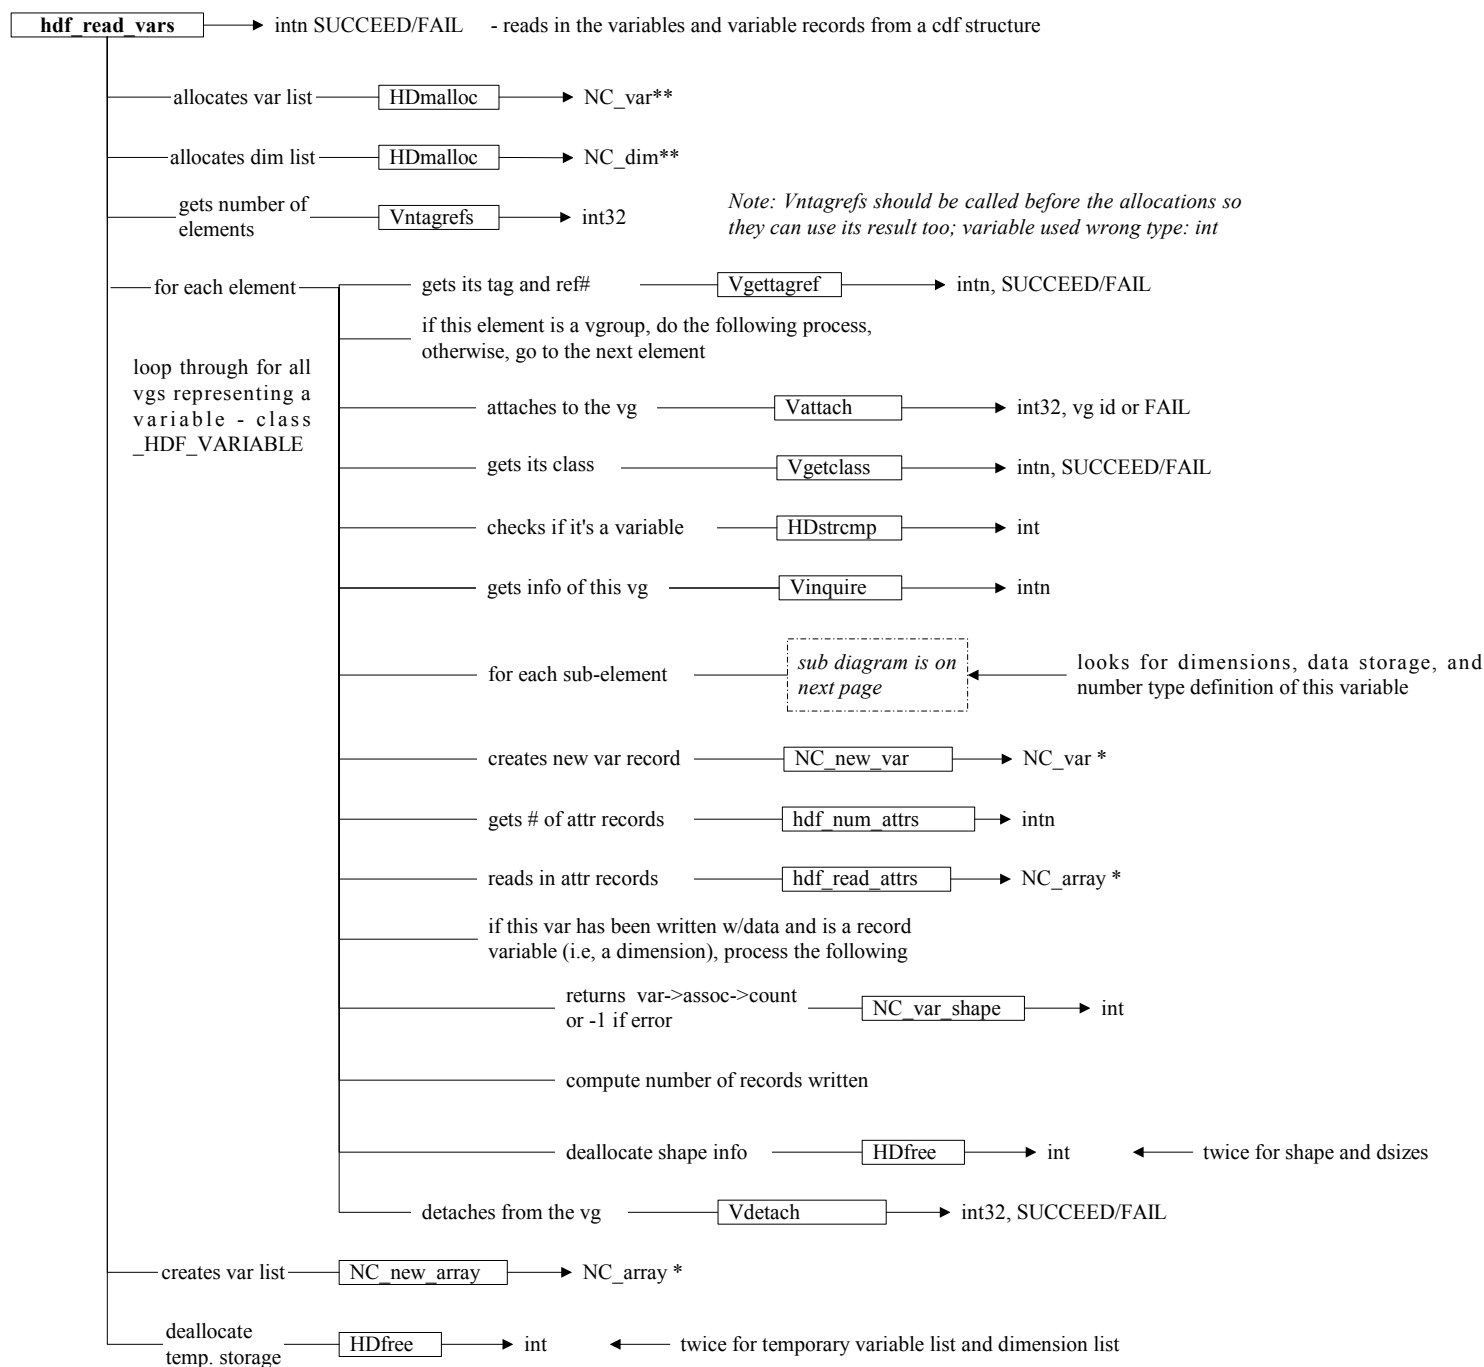 hdf_read_vars intn SUCCEED/FAIL - reads in the variables and variable records from a cdf structure
allocates var list HDmalloc NC_var**
allocates dim list HDmalloc NC_dim**
gets number of
elements
Vntagrefs int32
Note: Vntagrefs should be called before the allocations so
they can use its result too; variable used wrong type: int
for each element
gets its tag and ref# Vgettagref intn, SUCCEED/FAIL
if this element is a vgroup, do the following process,
otherwise, go to the next element
loop through for all
vgs representing a
variable - class
_HDF_VARIABLE
attaches to the vg Vattach int32, vg id or FAIL
gets its class Vgetclass intn, SUCCEED/FAIL
checks if it's a variable HDstrcmp int
gets info of this vg Vinquire intn
for each sub-element
sub diagram is on
next page
looks for dimensions, data storage, and
number type definition of this variable
creates new var record NC_new_var NC_var *
gets # of attr records hdf_num_attrs intn
reads in attr records hdf_read_attrs NC_array *
if this var has been written w/data and is a record
variable (i.e, a dimension), process the following
returns var->assoc->count
or -1 if error
NC_var_shape int
compute number of records written
deallocate shape info HDfree int twice for shape and dsizes
detaches from the vg Vdetach int32, SUCCEED/FAIL
creates var list NC_new_array NC_array *
deallocate
temp. storage
HDfree int twice for temporary variable list and dimension list